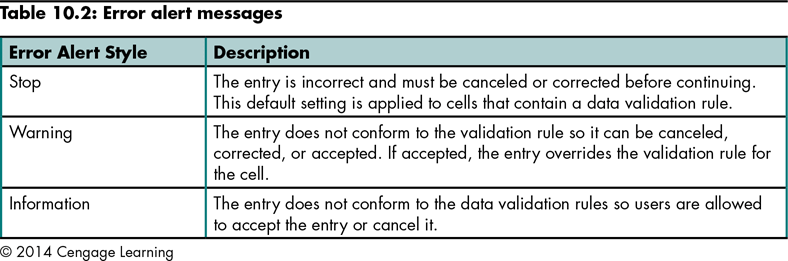 Table 10.2: Error alert messages
Error Alert Style Description
Stop The entry is incorrect and must be canceled or corrected before continuing.
This default setting is applied to cells that contain a data validation rule.
Warning The entry does not conform to the validation rule so it can be canceled,
corrected, or accepted. If accepted, the entry overrides the validation rule for
the cell.
Information The entry does not conform to the data validation rules so users are allowed
to accept the entry or cancel it.
© 2014 Cengage Learning